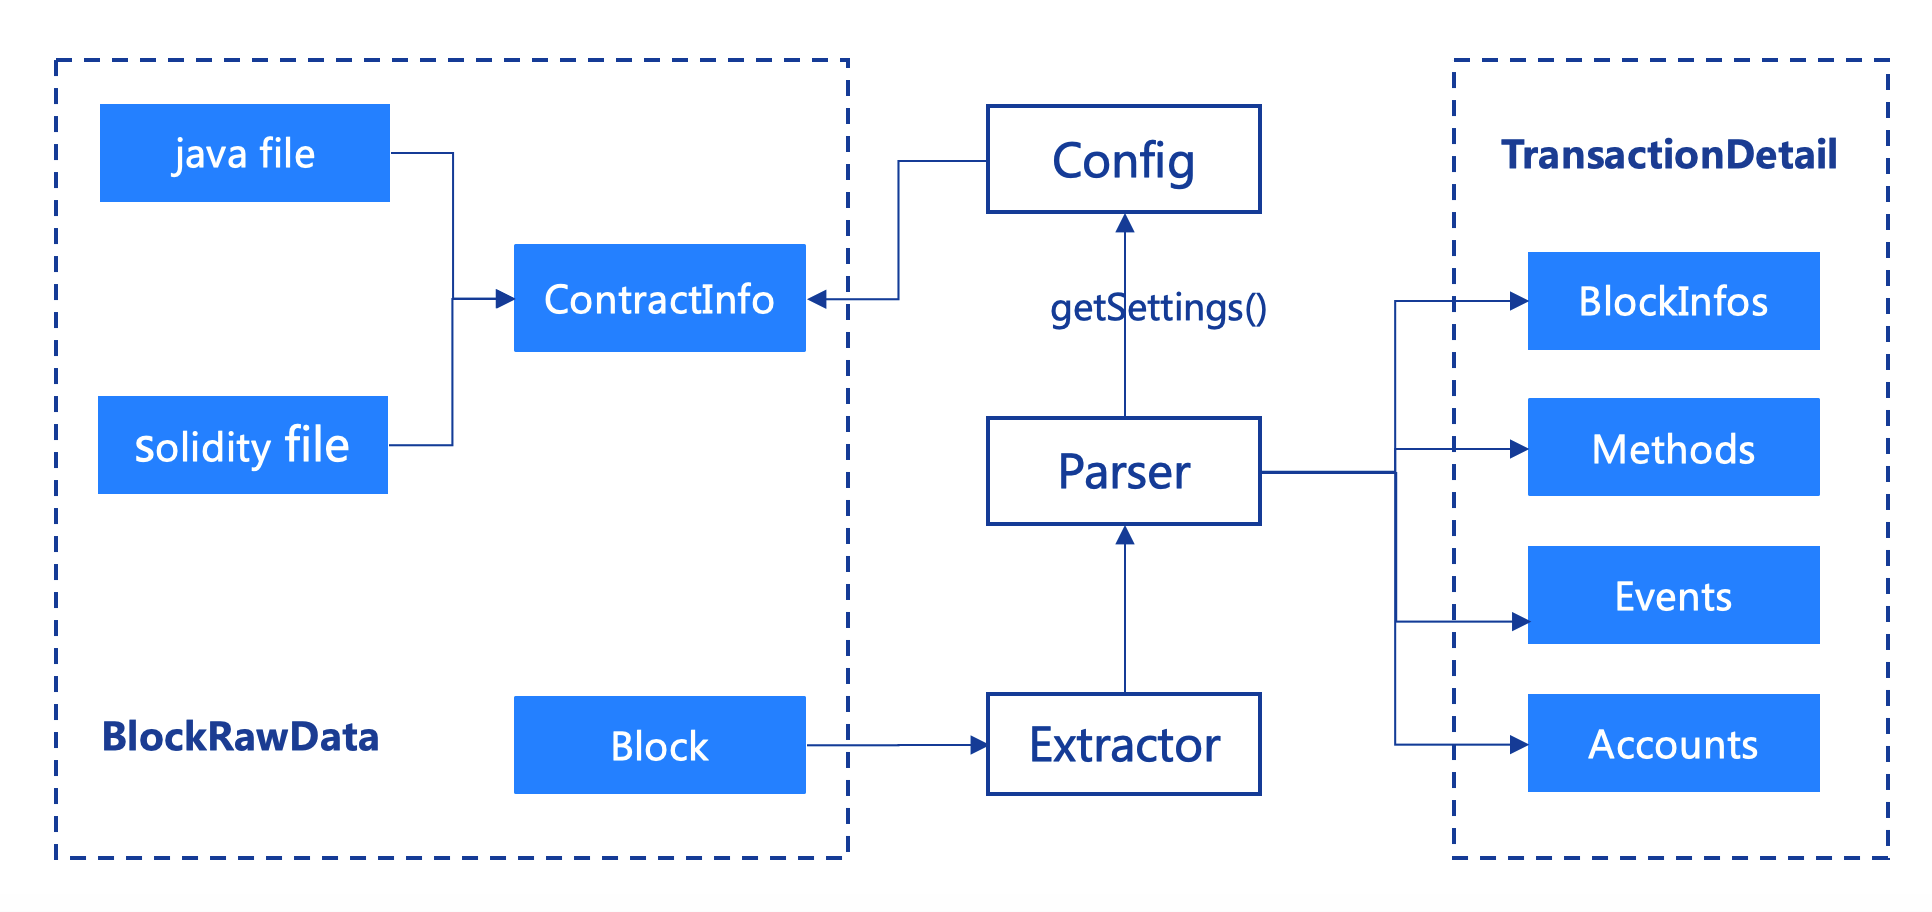 java file
Config
TransactionDetail
ContractInfo
getSettings()
BlockInfos
solidity file
Parser
Methods
Events
BlockRawData
Block
Extractor
Accounts